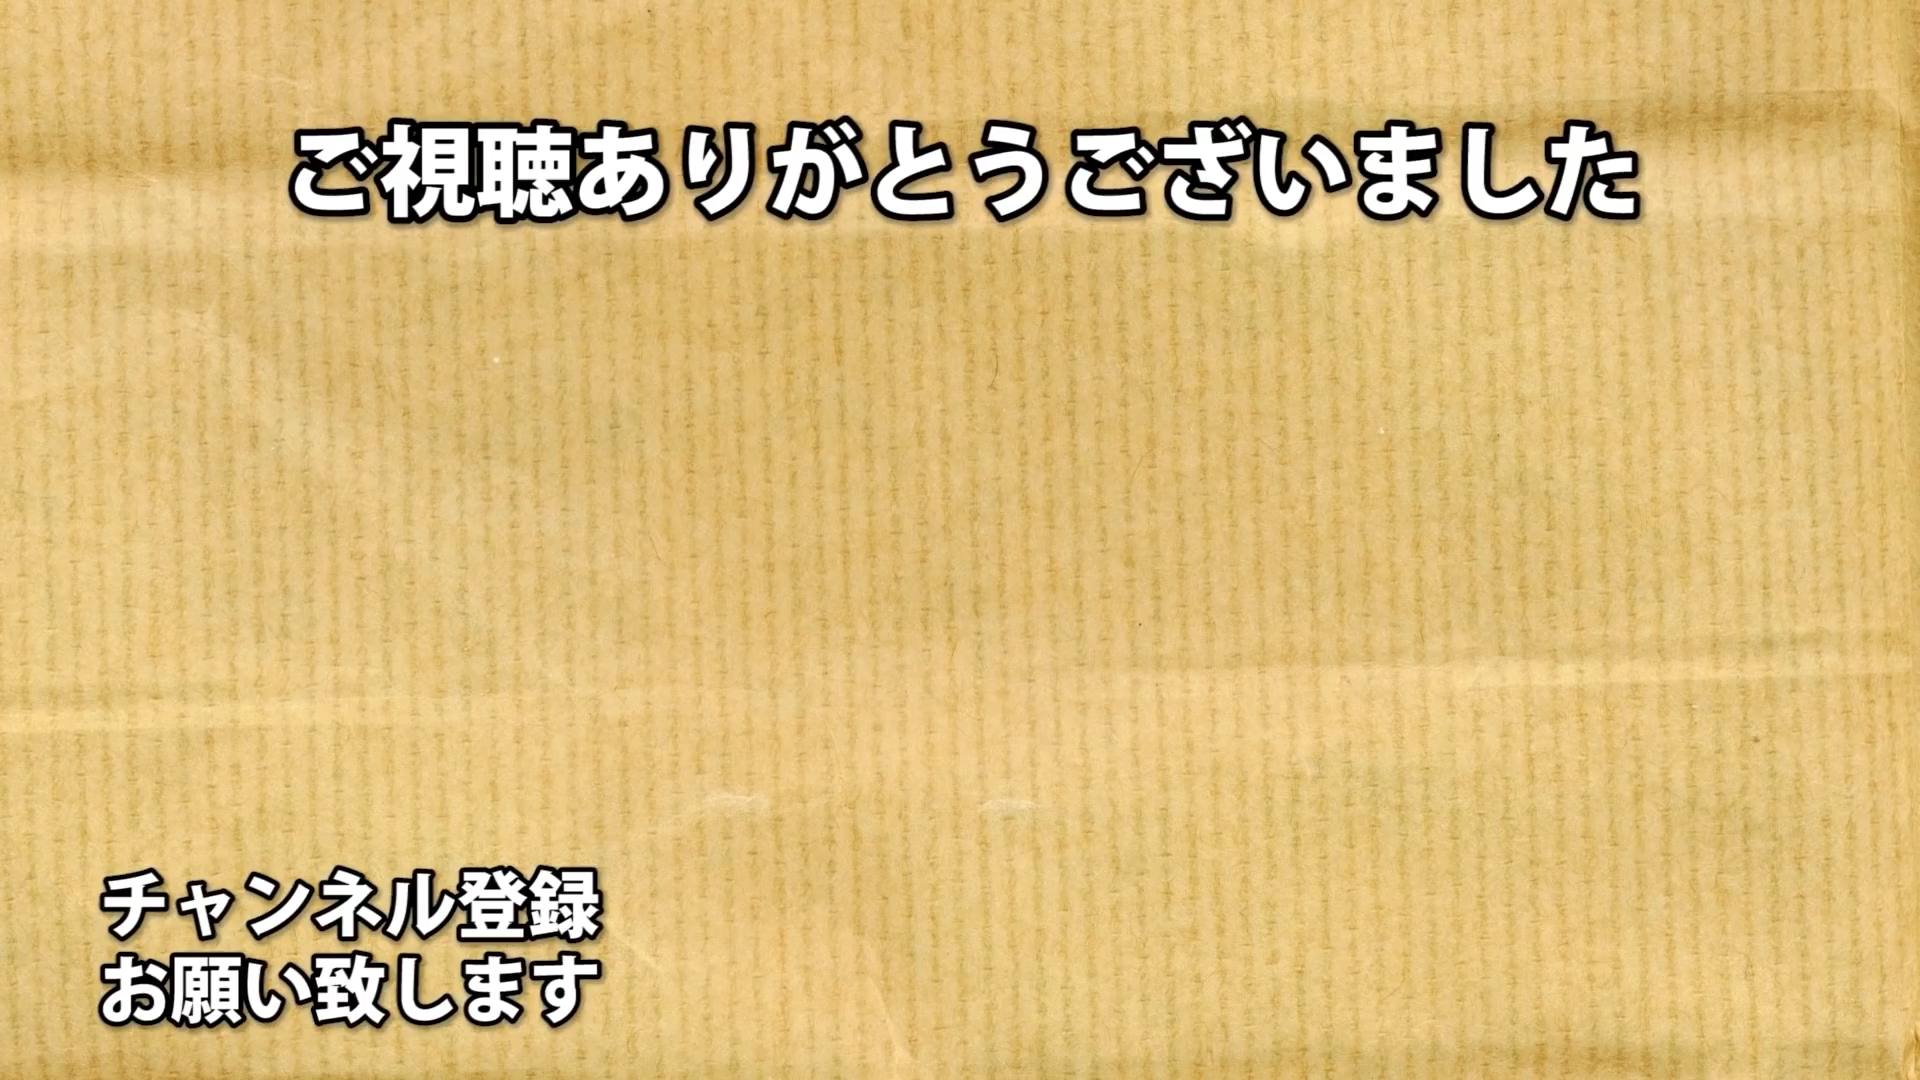 ご視聴ありがとうございました
チャンネル登録
お願い致します